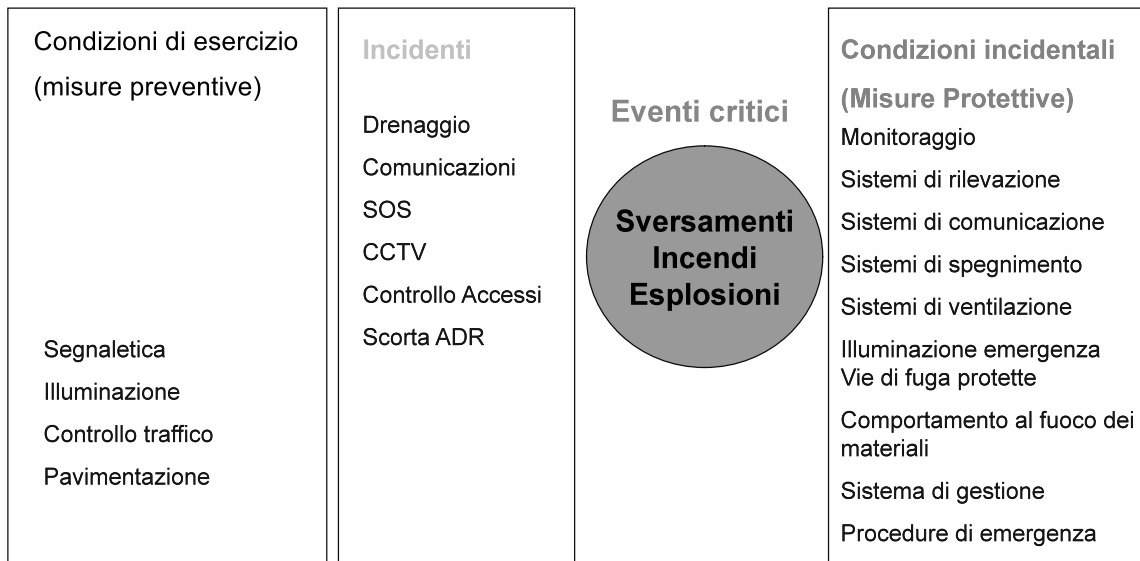 Condizioni di esercizio
(misure preventive)
Segnaletica
Illuminazione
Controllo traffico
Pavimentazione
Incidenti
Drenaggio
Comunicazioni
SOS
CCTV
Controllo Accessi
Scorta ADR
Eventi critici
Sversamenti
Incendi
Esplosioni
Condizioni incidentali
(Misure Protettive)
Monitoraggio
Sistemi di rilevazione
Sistemi di comunicazione
Sistemi di spegnimento
Sistemi di ventilazione
Illuminazione emergenza
Vie di fuga protette
Comportamento al fuoco dei
materiali
Sistema di gestione
Procedure di emergenza